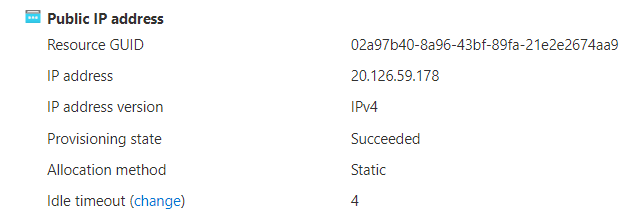 Public IP address
Resource GUID 02a97b40-8a96-43bf-89fa-21e2e2674aa9
IP address 20.126.59.178
IP address version IPv4
Provisioning state Succeeded
Allocation method Static
Idle timeout (change) 4